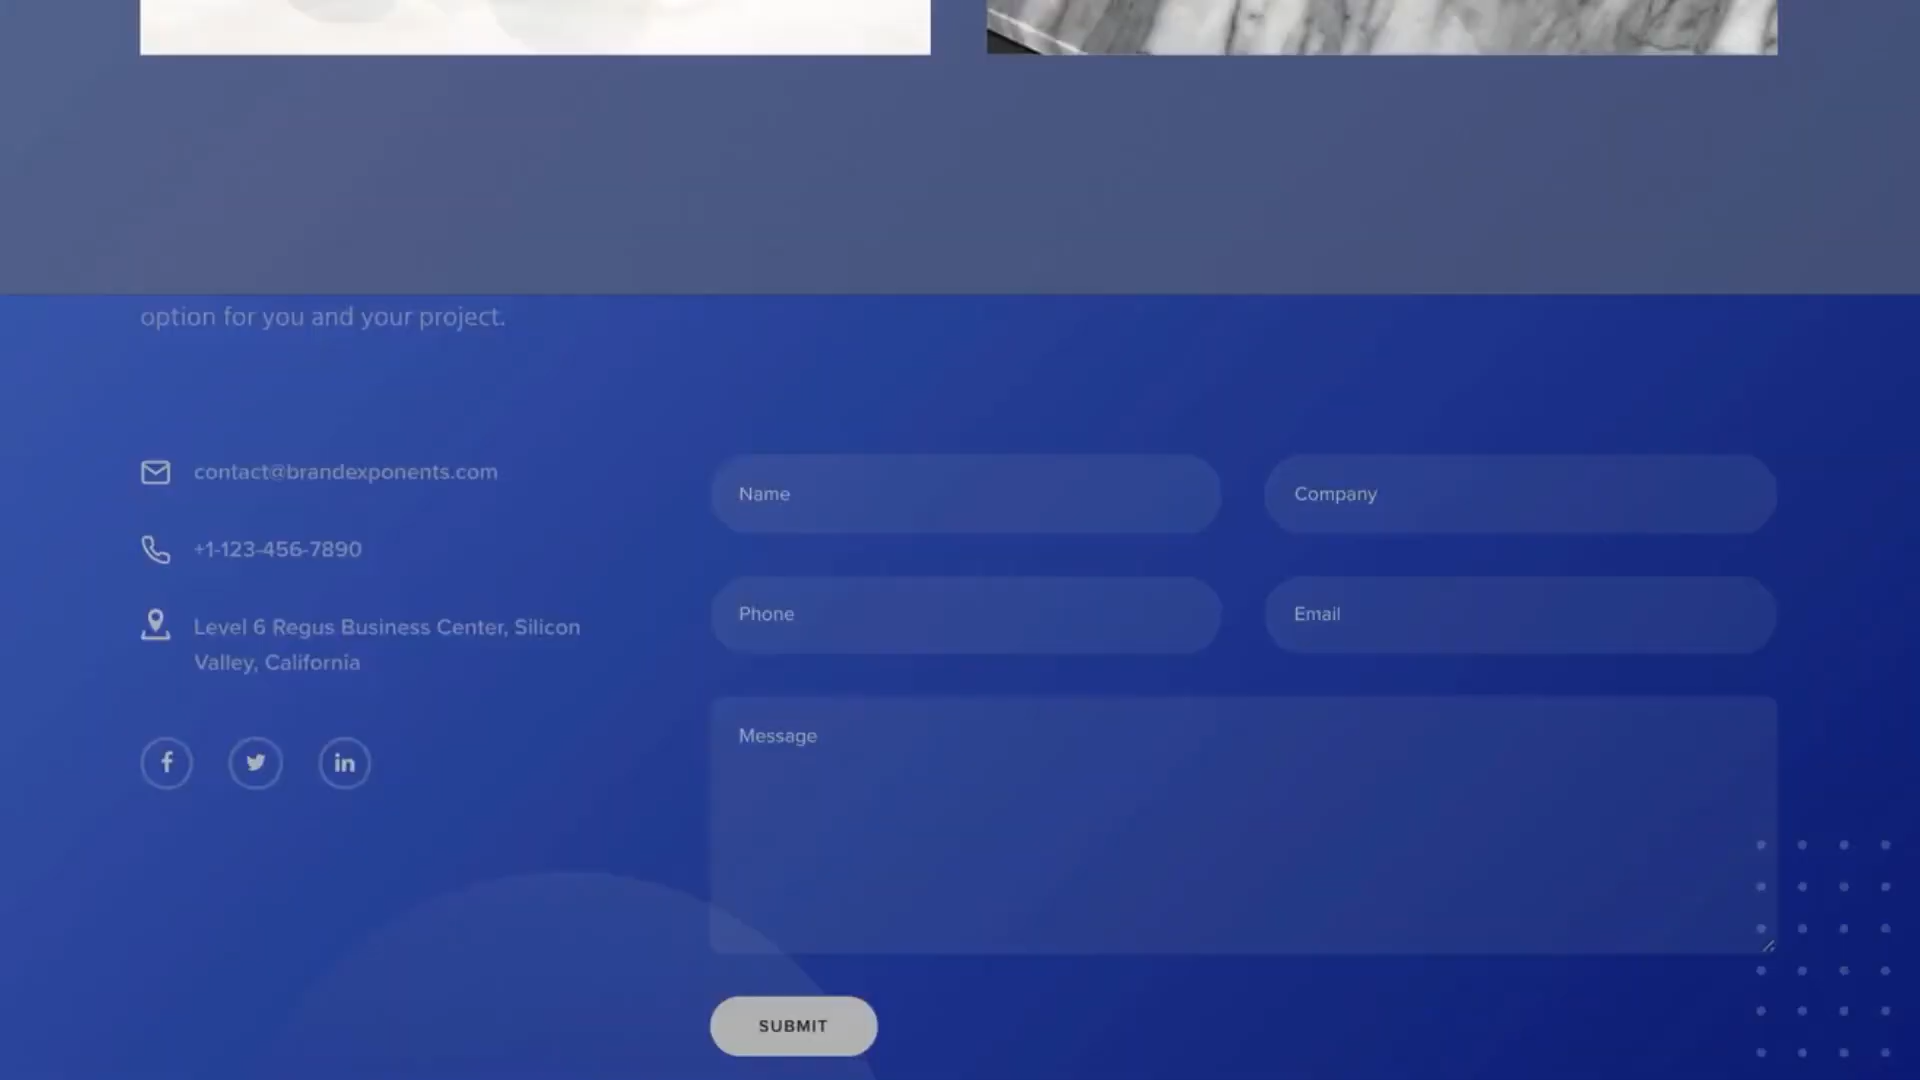 option for you and your project.
contact@brandexponents.com
+1-123-456-7890
Level 6 Regus Business Center, Silicon
Valley, California
f
in
Name
Company
Phone
Email
Message
SUBMIT